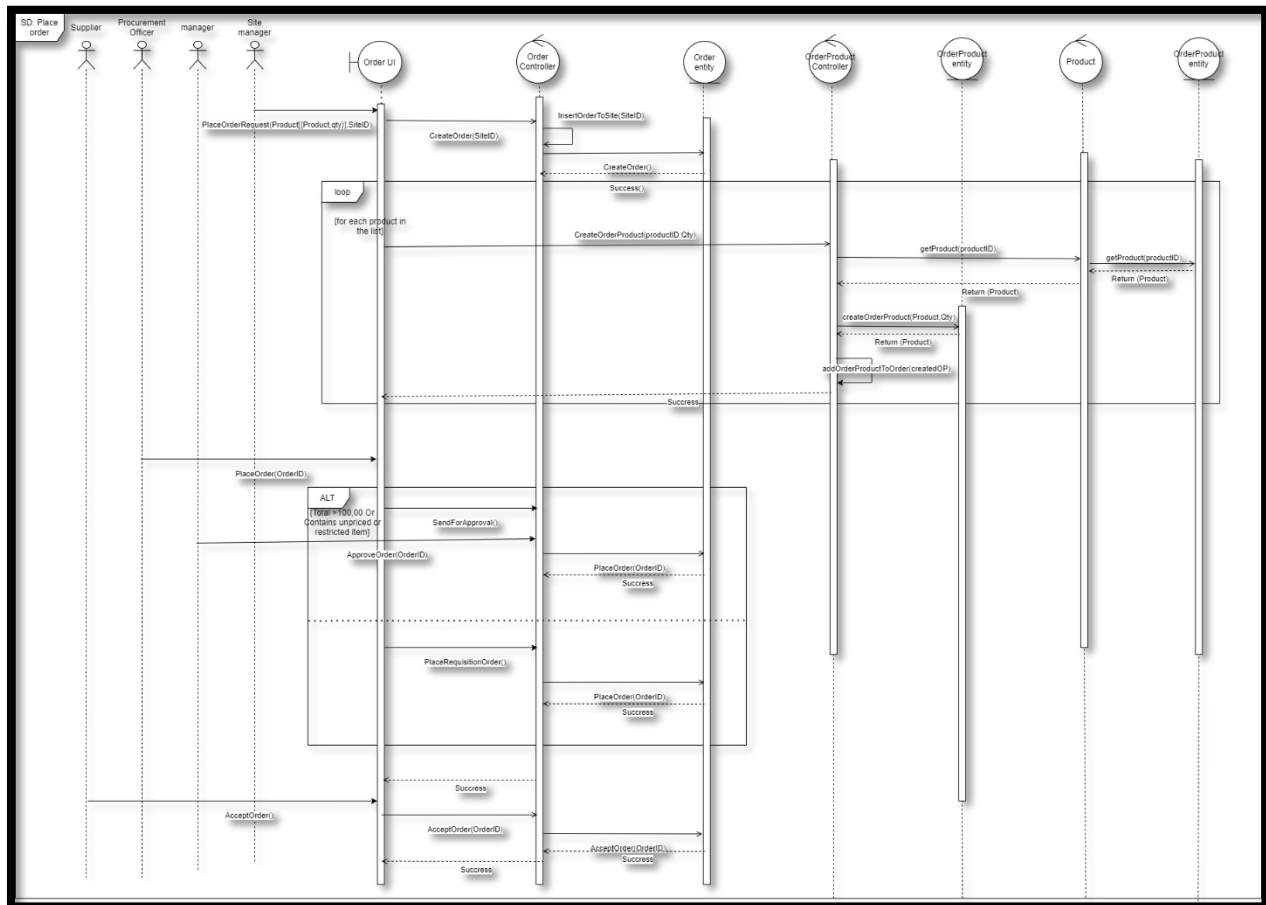 SD: Place
order
Supplier
Procurement
Officer
manager
Site
manager
Order UI
Order
Controller
Order
entity
OrderProduct
Controller
OrderProduct
entity
Product
OrderProduct
entity
PlaceOrderRequest(Product[{Product,qty}],SiteID)
InsertOrderToSite(SiteID)
CreateOrder(SiteID)
CreateOrder()
Success()
loop
[for each product in
the list]
CreateOrderProduct(productID,Qty)
getProduct(productID)
getProduct(productID)
Return (Product)
Return (Product)
createOrderProduct(Product,Qty)
Return (Product)
addOrderProductToOrder(createdOP)
Success
PlaceOrder(OrderID)
ALT
[Total >100,00 Or
Contains unpriced or
restricted item]
SendForApproval()
ApproveOrder(OrderID)
PlaceOrder(OrderID)
Success
PlaceRequisitionOrder()
PlaceOrder(OrderID)
Success
Success
AcceptOrder()
AcceptOrder(OrderID)
AcceptOrder(OrderID)
Success
Success